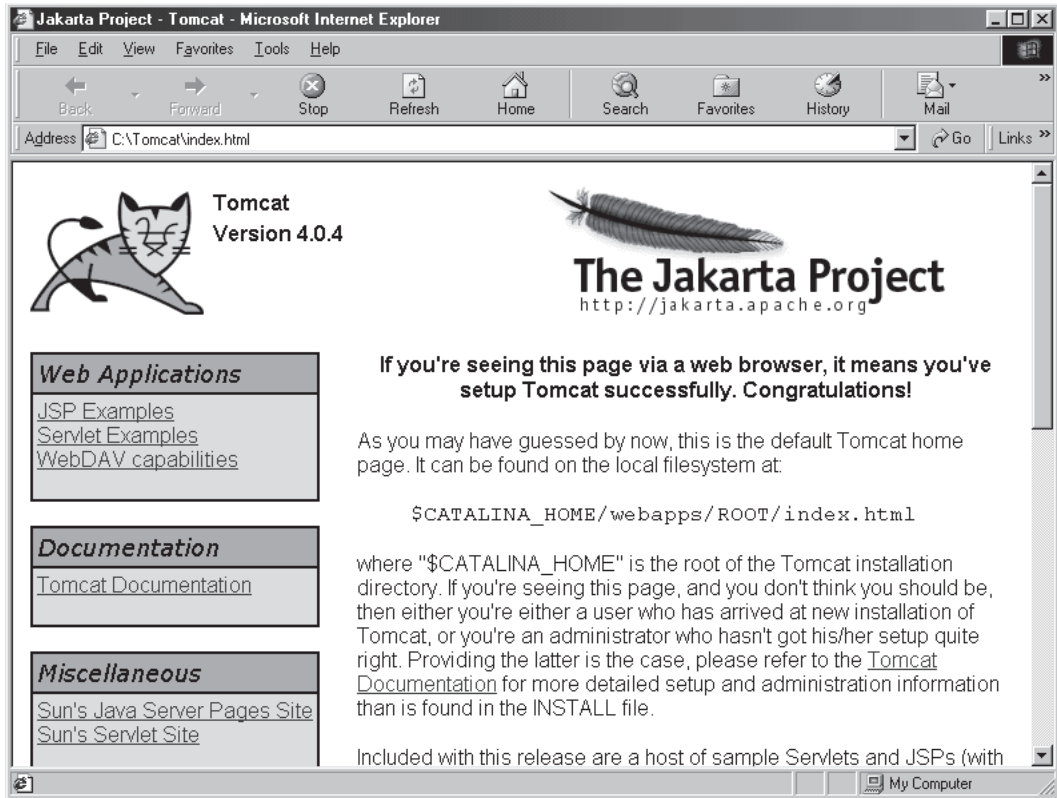 Jakarta Project - Tomcat - Microsoft Internet Explorer
File Edit View Favorites Tools Help
Back Forward Stop Refresh Home Search Favorites History Mail »
Address C:\Tomcat\index.html Go Links »
Tomcat
Version 4.0.4
The Jakarta Project
http://jakarta.apache.org
Web Applications
JSP Examples
Servlet Examples
WebDAV capabilities
Documentation
Tomcat Documentation
Miscellaneous
Sun's Java Server Pages Site
Sun's Servlet Site
If you're seeing this page via a web browser, it means you've
setup Tomcat successfully. Congratulations!
As you may have guessed by now, this is the default Tomcat home
page. It can be found on the local filesystem at:
$CATALINA_HOME/webapps/ROOT/index.html
where "$CATALINA_HOME" is the root of the Tomcat installation
directory. If you're seeing this page, and you don't think you should be,
then either you're either a user who has arrived at new installation of
Tomcat, or you're an administrator who hasn't got his/her setup quite
right. Providing the latter is the case, please refer to the Tomcat
Documentation for more detailed setup and administration information
than is found in the INSTALL file.
Included with this release are a host of sample Servlets and JSPs (with
My Computer